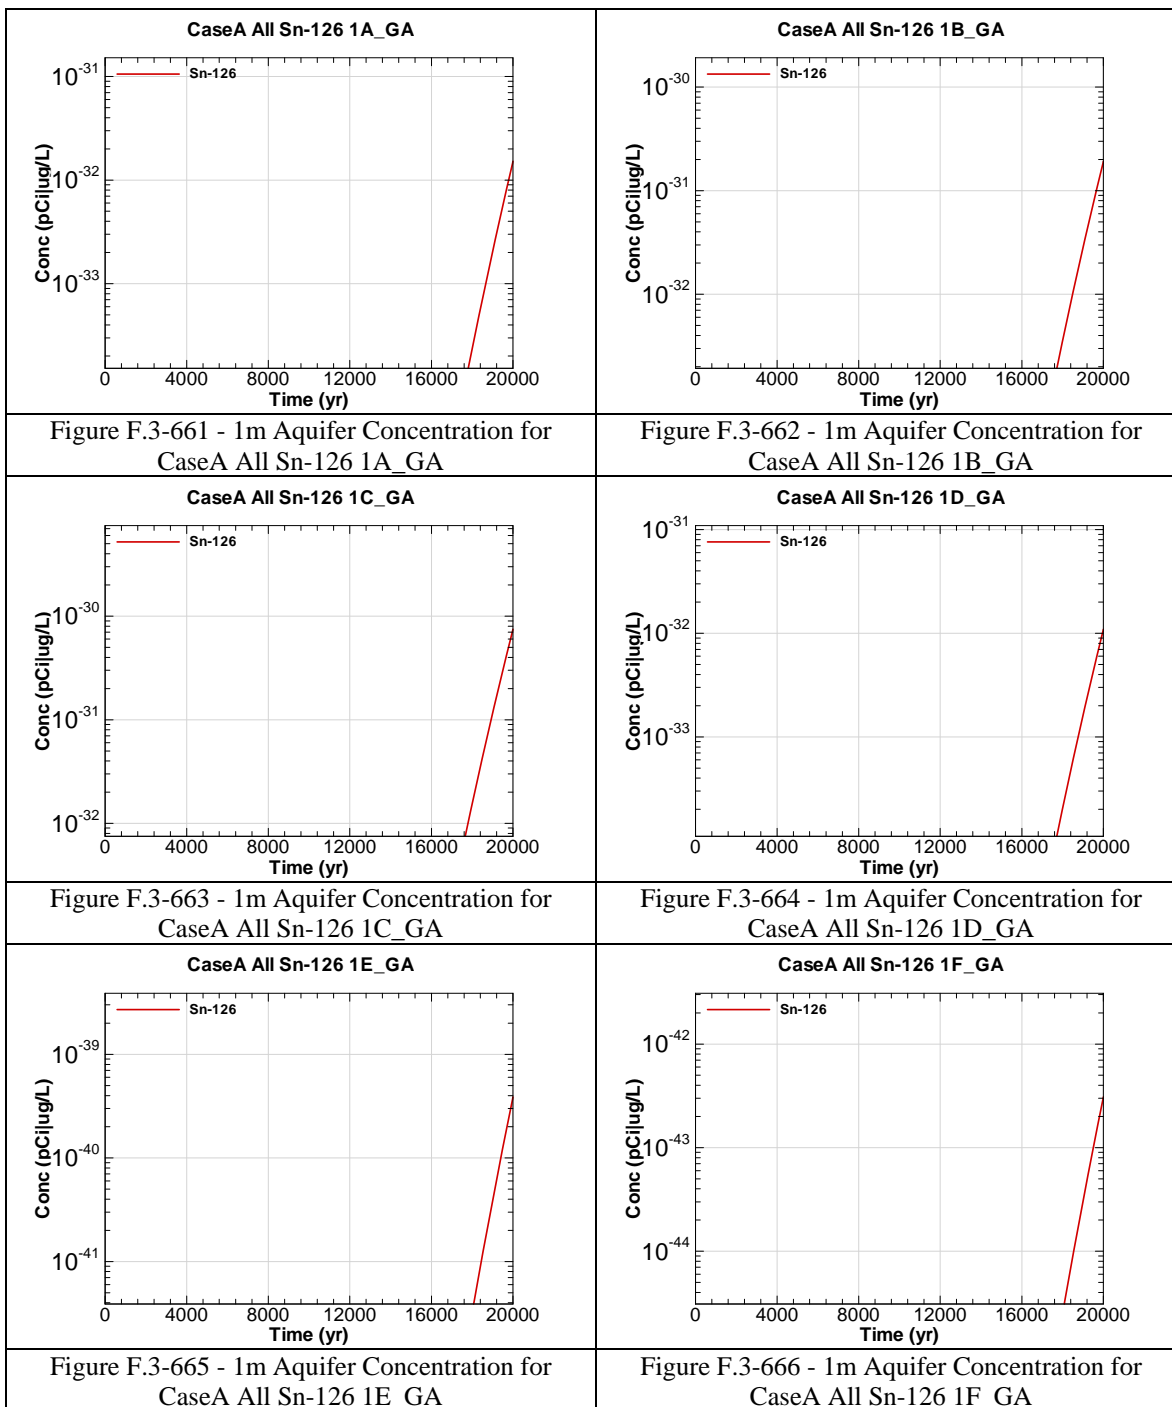 CaseA All Sn-126 1A_GA
Sn-126
10-31
10-32
10-33
Conc (pCi|ug/L)
0 4000 8000 12000 16000 20000
Time (yr)
Figure F.3-661 - 1m Aquifer Concentration for
CaseA All Sn-126 1A_GA
CaseA All Sn-126 1B_GA
Sn-126
10-30
10-31
10-32
Conc (pCi|ug/L)
0 4000 8000 12000 16000 20000
Time (yr)
Figure F.3-662 - 1m Aquifer Concentration for
CaseA All Sn-126 1B_GA
CaseA All Sn-126 1C_GA
Sn-126
10-30
10-31
10-32
Conc (pCi|ug/L)
0 4000 8000 12000 16000 20000
Time (yr)
Figure F.3-663 - 1m Aquifer Concentration for
CaseA All Sn-126 1C_GA
CaseA All Sn-126 1D_GA
Sn-126
10-31
10-32
10-33
Conc (pCi|ug/L)
0 4000 8000 12000 16000 20000
Time (yr)
Figure F.3-664 - 1m Aquifer Concentration for
CaseA All Sn-126 1D_GA
CaseA All Sn-126 1E_GA
Sn-126
10-39
10-40
10-41
Conc (pCi|ug/L)
0 4000 8000 12000 16000 20000
Time (yr)
Figure F.3-665 - 1m Aquifer Concentration for
CaseA All Sn-126 1E_GA
CaseA All Sn-126 1F_GA
Sn-126
10-42
10-43
10-44
Conc (pCi|ug/L)
0 4000 8000 12000 16000 20000
Time (yr)
Figure F.3-666 - 1m Aquifer Concentration for
CaseA All Sn-126 1F_GA